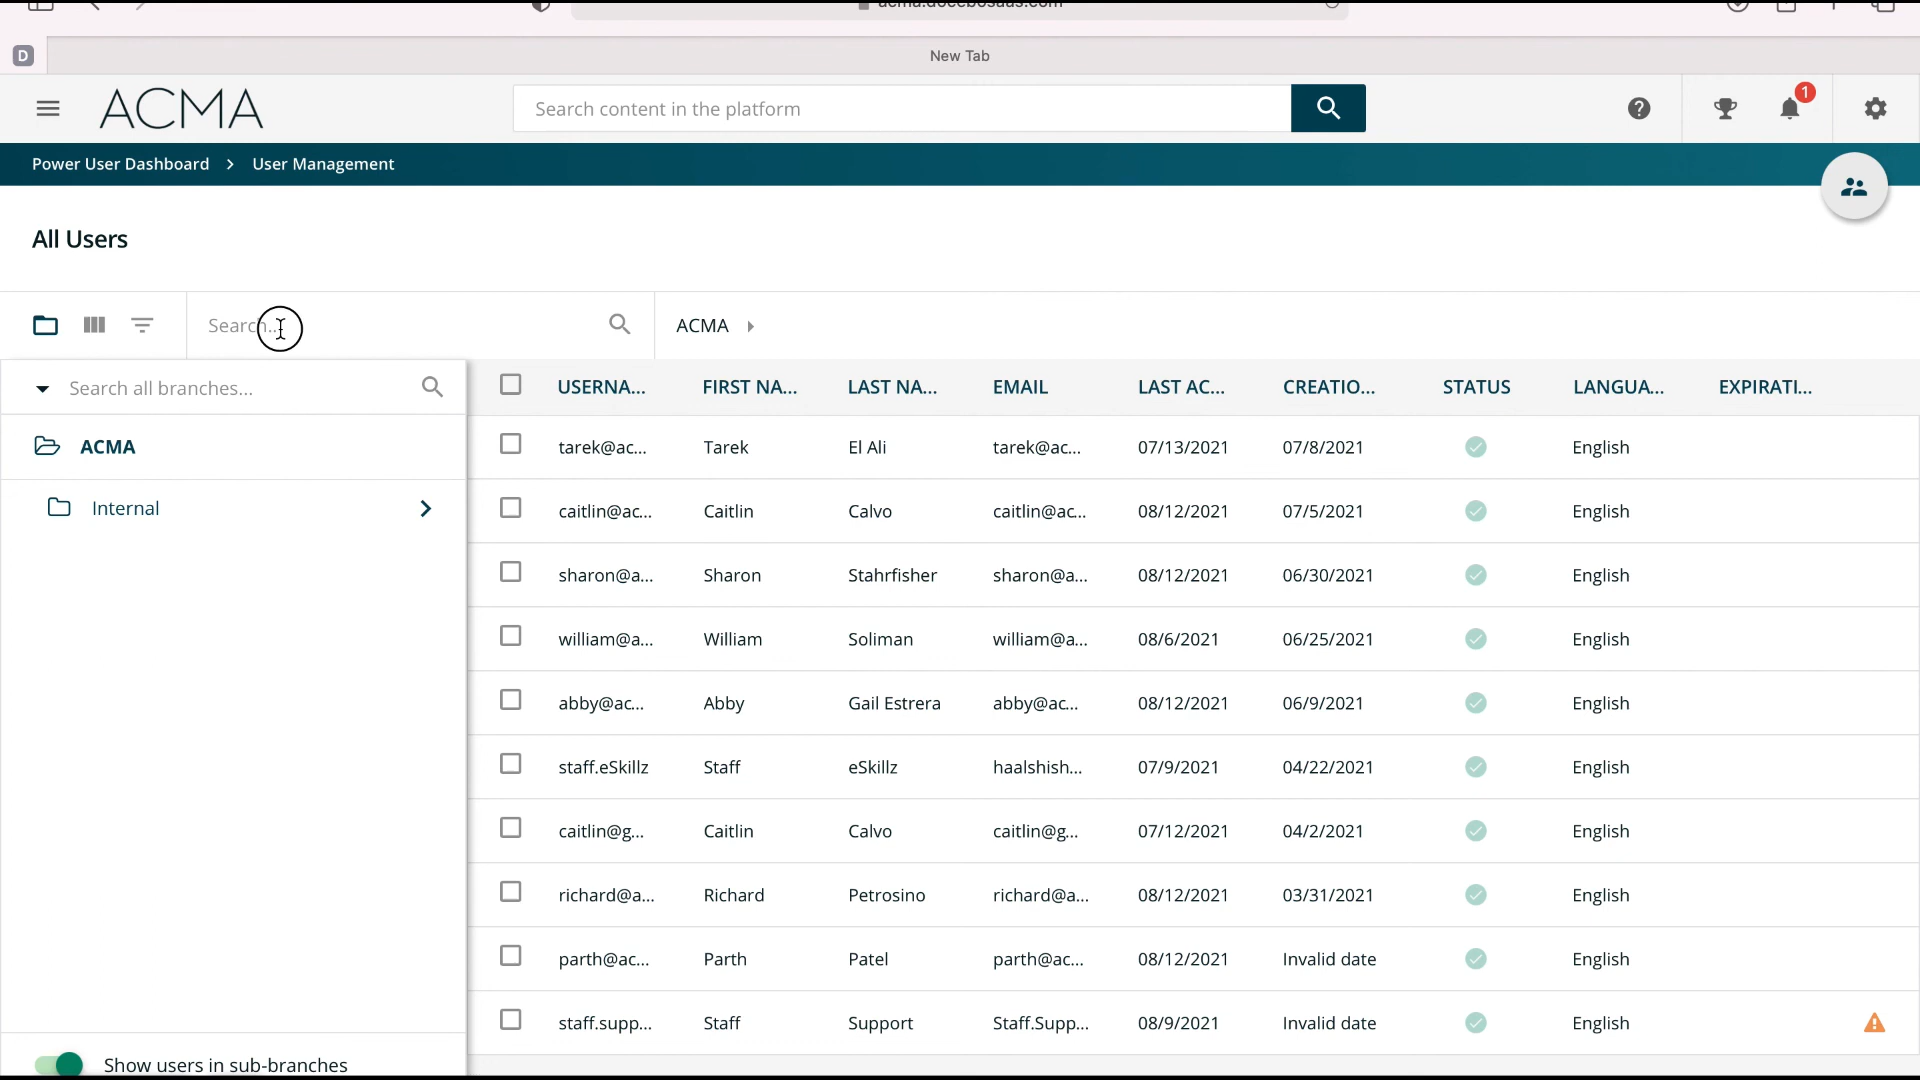 acma.docebosaas.com
D
New Tab
ACMA
Search content in the platform
1
Power User Dashboard > User Management
All Users
Search...
ACMA
Search all branches...
USERNA... FIRST NA... LAST NA... EMAIL LAST AC... CREATIO... STATUS LANGUA... EXPIRATI...
ACMA
Internal
tarek@ac... Tarek El Ali tarek@ac... 07/13/2021 07/8/2021 English
caitlin@ac... Caitlin Calvo caitlin@ac... 08/12/2021 07/5/2021 English
sharon@a... Sharon Stahrfisher sharon@a... 08/12/2021 06/30/2021 English
william@a... William Soliman william@a... 08/6/2021 06/25/2021 English
abby@ac... Abby Gail Estrera abby@ac... 08/12/2021 06/9/2021 English
staff.eSkillz Staff eSkillz haalshish... 07/9/2021 04/22/2021 English
caitlin@g... Caitlin Calvo caitlin@g... 07/12/2021 04/2/2021 English
richard@a... Richard Petrosino richard@a... 08/12/2021 03/31/2021 English
parth@ac... Parth Patel parth@ac... 08/12/2021 Invalid date English
staff.supp... Staff Support Staff.Supp... 08/9/2021 Invalid date English
Show users in sub-branches